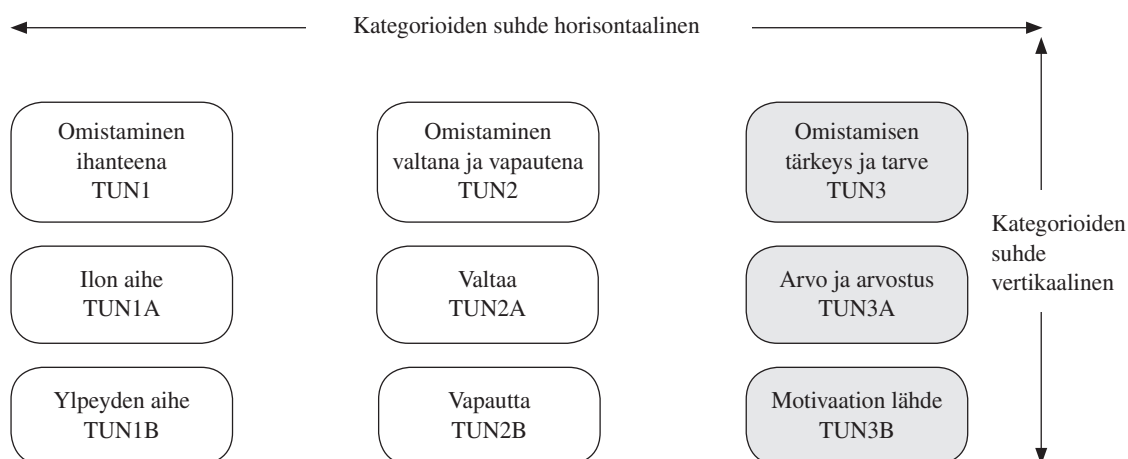 Kategorioiden suhde horisontaalinen
Omistaminen
ihanteena
TUN1
Omistaminen
valtana ja vapautena
TUN2
Omistamisen
tärkeys ja tarve
TUN3
Kategorioiden
suhde
vertikaalinen
Ilon aihe
TUN1A
Valtaa
TUN2A
Arvo ja arvostus
TUN3A
Ylpeyden aihe
TUN1B
Vapautta
TUN2B
Motivaation lähde
TUN3B